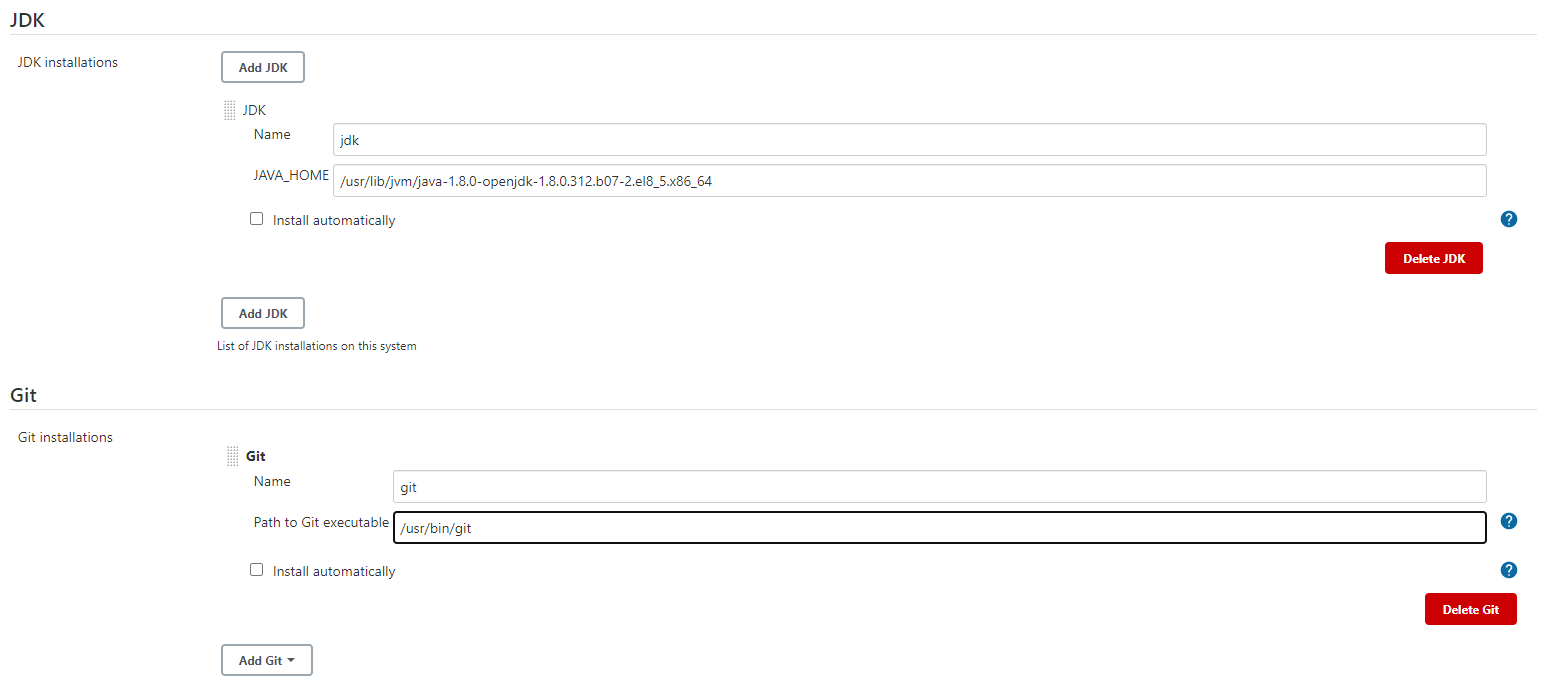 JDK
JDK installations
Add JDK
JDK
Name
jdk
JAVA_HOME
/usr/lib/jvm/java-1.8.0-openjdk-1.8.0.312.b07-2.el8_5.x86_64
Install automatically
?
Delete JDK
Add JDK
List of JDK installations on this system
Git
Git installations
Git
Name
git
Path to Git executable
/usr/bin/git
?
Install automatically
?
Delete Git
Add Git